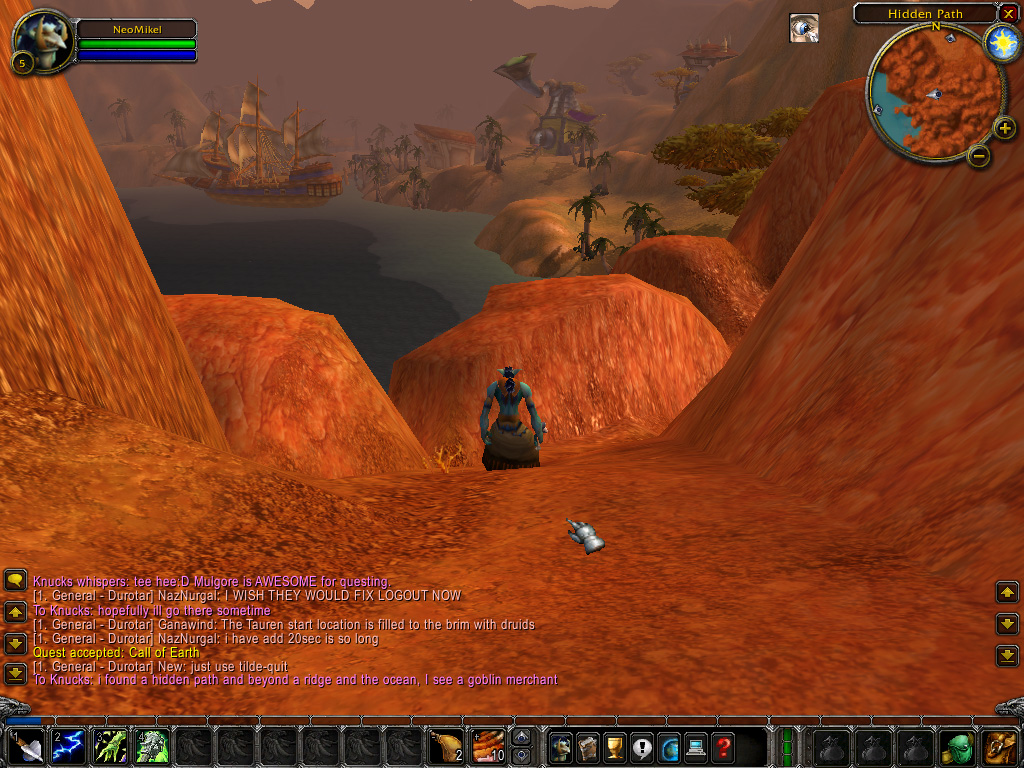 NeoMikel
5
Hidden Path
N
Knucks whispers: tee hee:D Mulgore is AWESOME for questing.
[1. General - Durotar] NazNurgal: I WISH THEY WOULD FIX LOGOUT NOW
To Knucks: hopefully ill go there sometime
[1. General - Durotar] Ganawind: The Tauren start location is filled to the brim with druids
[1. General - Durotar] NazNurgal: i have add 20sec is so long
Quest accepted: Call of Earth
[1. General - Durotar] New: just use tilde-quit
To Knucks: i found a hidden path and beyond a ridge and the ocean, I see a goblin merchant
1 2 3 4 2 10